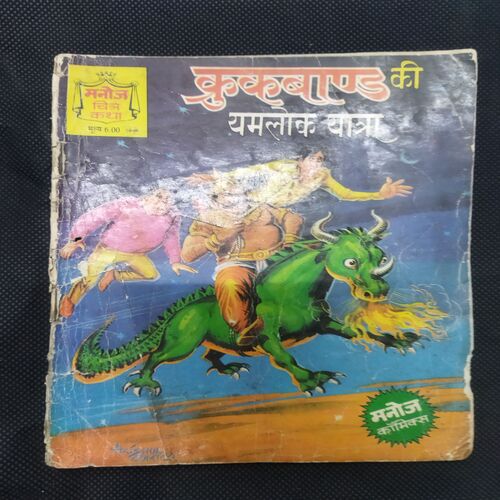 मनोज
चित्र
कथा
मूल्य 6.00
क्रुकबाण्ड की
यमलोक यात्रा
मनोज
कॉमिक्स